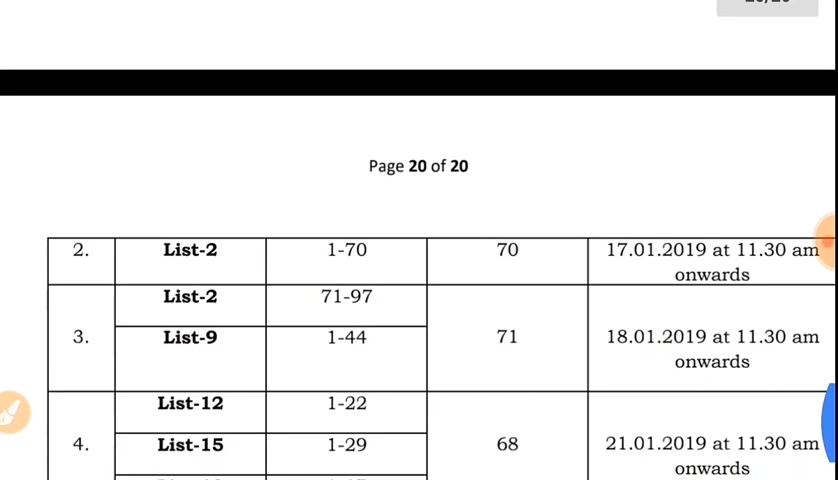 Page 20 of 20
2. List-2 1-70 70 17.01.2019 at 11.30 am
onwards
List-2 71-97
3. List-9 1-44 71 18.01.2019 at 11.30 am
onwards
List-12 1-22
4. List-15 1-29 68 21.01.2019 at 11.30 am
onwards